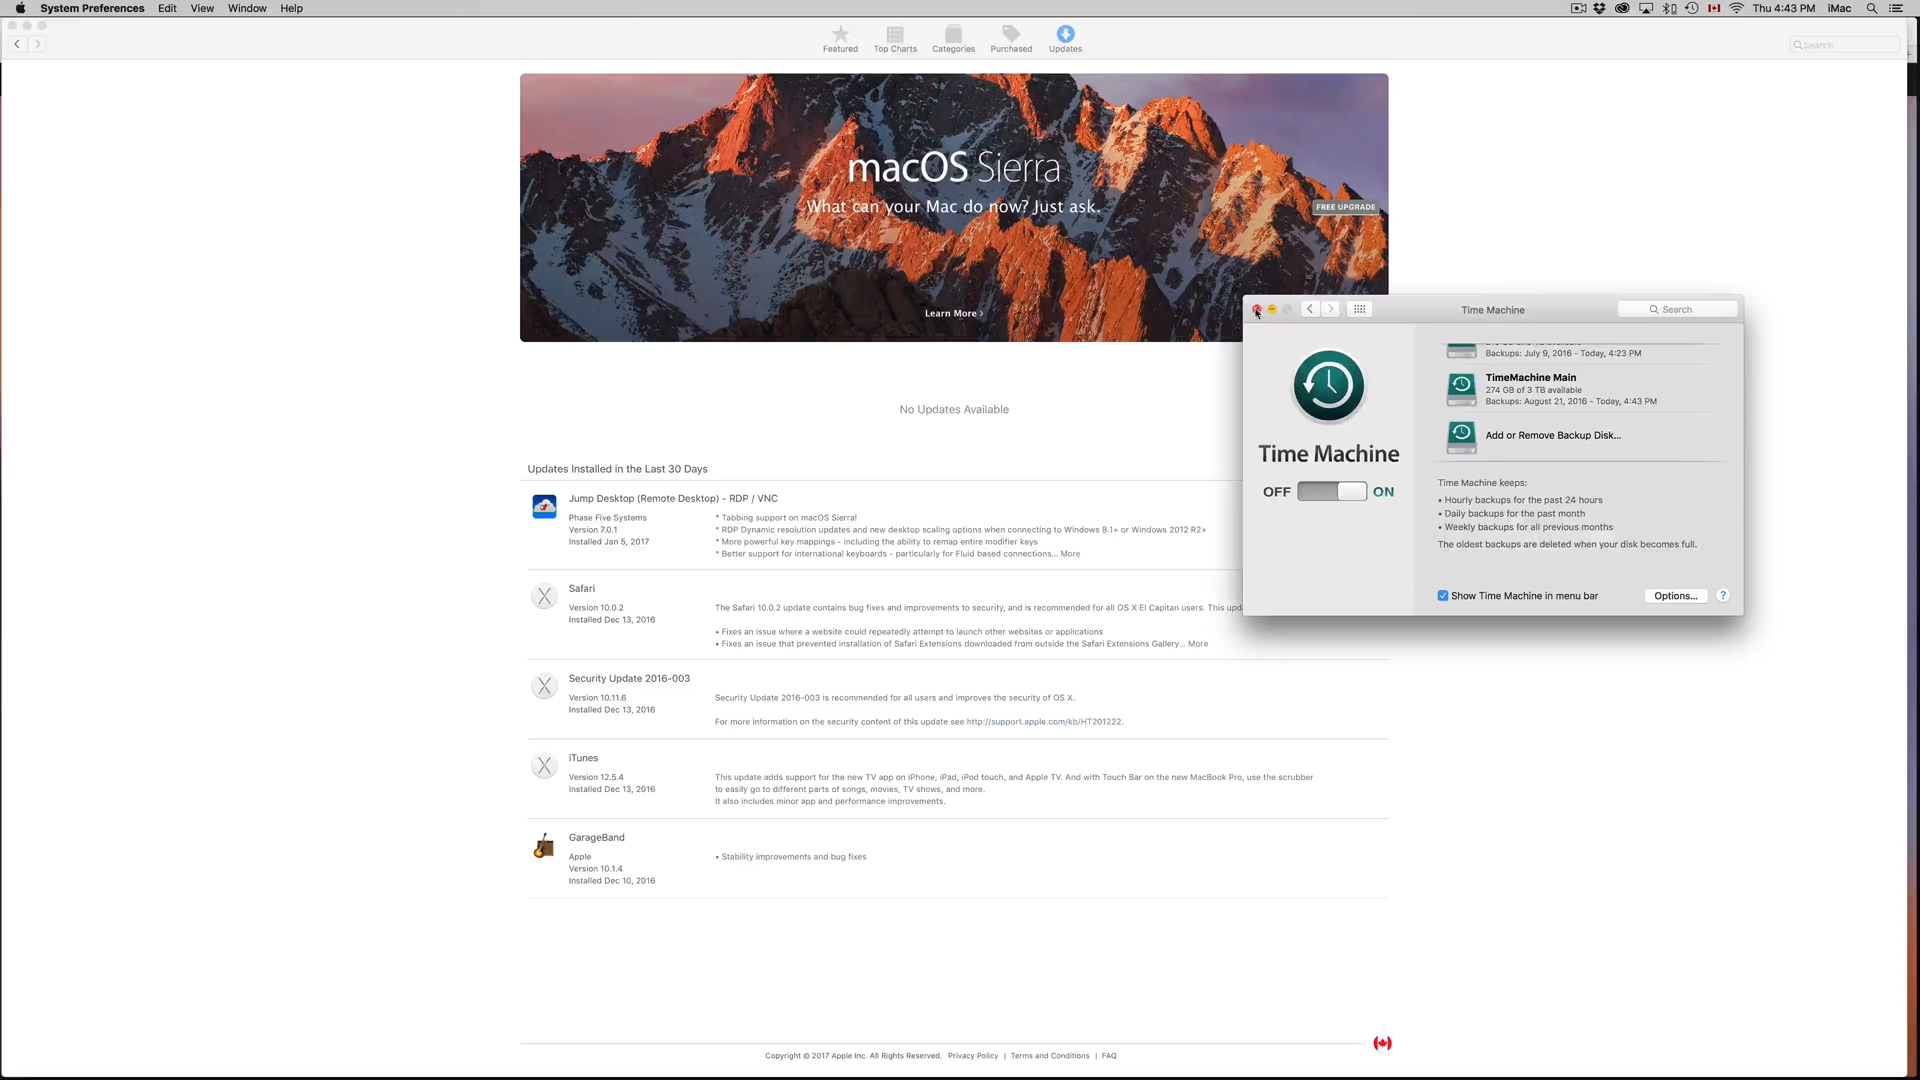 System Preferences Edit View Window Help
Thu 4:43 PM iMac
Featured Top Charts Categories Purchased Updates
Search
macOS Sierra
What can your Mac do now? Just ask.
FREE UPGRADE
Learn More ›
No Updates Available
Updates Installed in the Last 30 Days
Jump Desktop (Remote Desktop) - RDP / VNC
Phase Five Systems
Version 7.0.1
Installed Jan 5, 2017
* Tabbing support on macOS Sierra!
* RDP Dynamic resolution updates and new desktop scaling options when connecting to Windows 8.1+ or Windows 2012 R2+
* More powerful key mappings - including the ability to remap entire modifier keys
* Better support for international keyboards - particularly for Fluid based connections... More
Safari
Version 10.0.2
Installed Dec 13, 2016
The Safari 10.0.2 update contains bug fixes and improvements to security, and is recommended for all OS X El Capitan users. This
• Fixes an issue where a website could repeatedly attempt to launch other websites or applications
• Fixes an issue that prevented installation of Safari Extensions downloaded from outside the Safari Extensions Gallery... More
Security Update 2016-003
Version 10.11.6
Installed Dec 13, 2016
Security Update 2016-003 is recommended for all users and improves the security of OS X.
For more information on the security content of this update see http://support.apple.com/kb/HT201222.
iTunes
Version 12.5.4
Installed Dec 13, 2016
This update adds support for the new TV app on iPhone, iPad, iPod touch, and Apple TV. And with Touch Bar on the new MacBook Pro, use the scrubber
to easily go to different parts of songs, movies, TV shows, and more.
It also includes minor app and performance improvements.
GarageBand
Apple
Version 10.1.4
Installed Dec 10, 2016
• Stability improvements and bug fixes
Time Machine
Search
Backups: July 9, 2016 - Today, 4:23 PM
TimeMachine Main
274 GB of 3 TB available
Backups: August 21, 2016 - Today, 4:43 PM
Add or Remove Backup Disk...
Time Machine
OFF ON
Time Machine keeps:
• Hourly backups for the past 24 hours
• Daily backups for the past month
• Weekly backups for all previous months
The oldest backups are deleted when your disk becomes full.
Show Time Machine in menu bar
Options...
?
Copyright © 2017 Apple Inc. All Rights Reserved. Privacy Policy | Terms and Conditions | FAQ